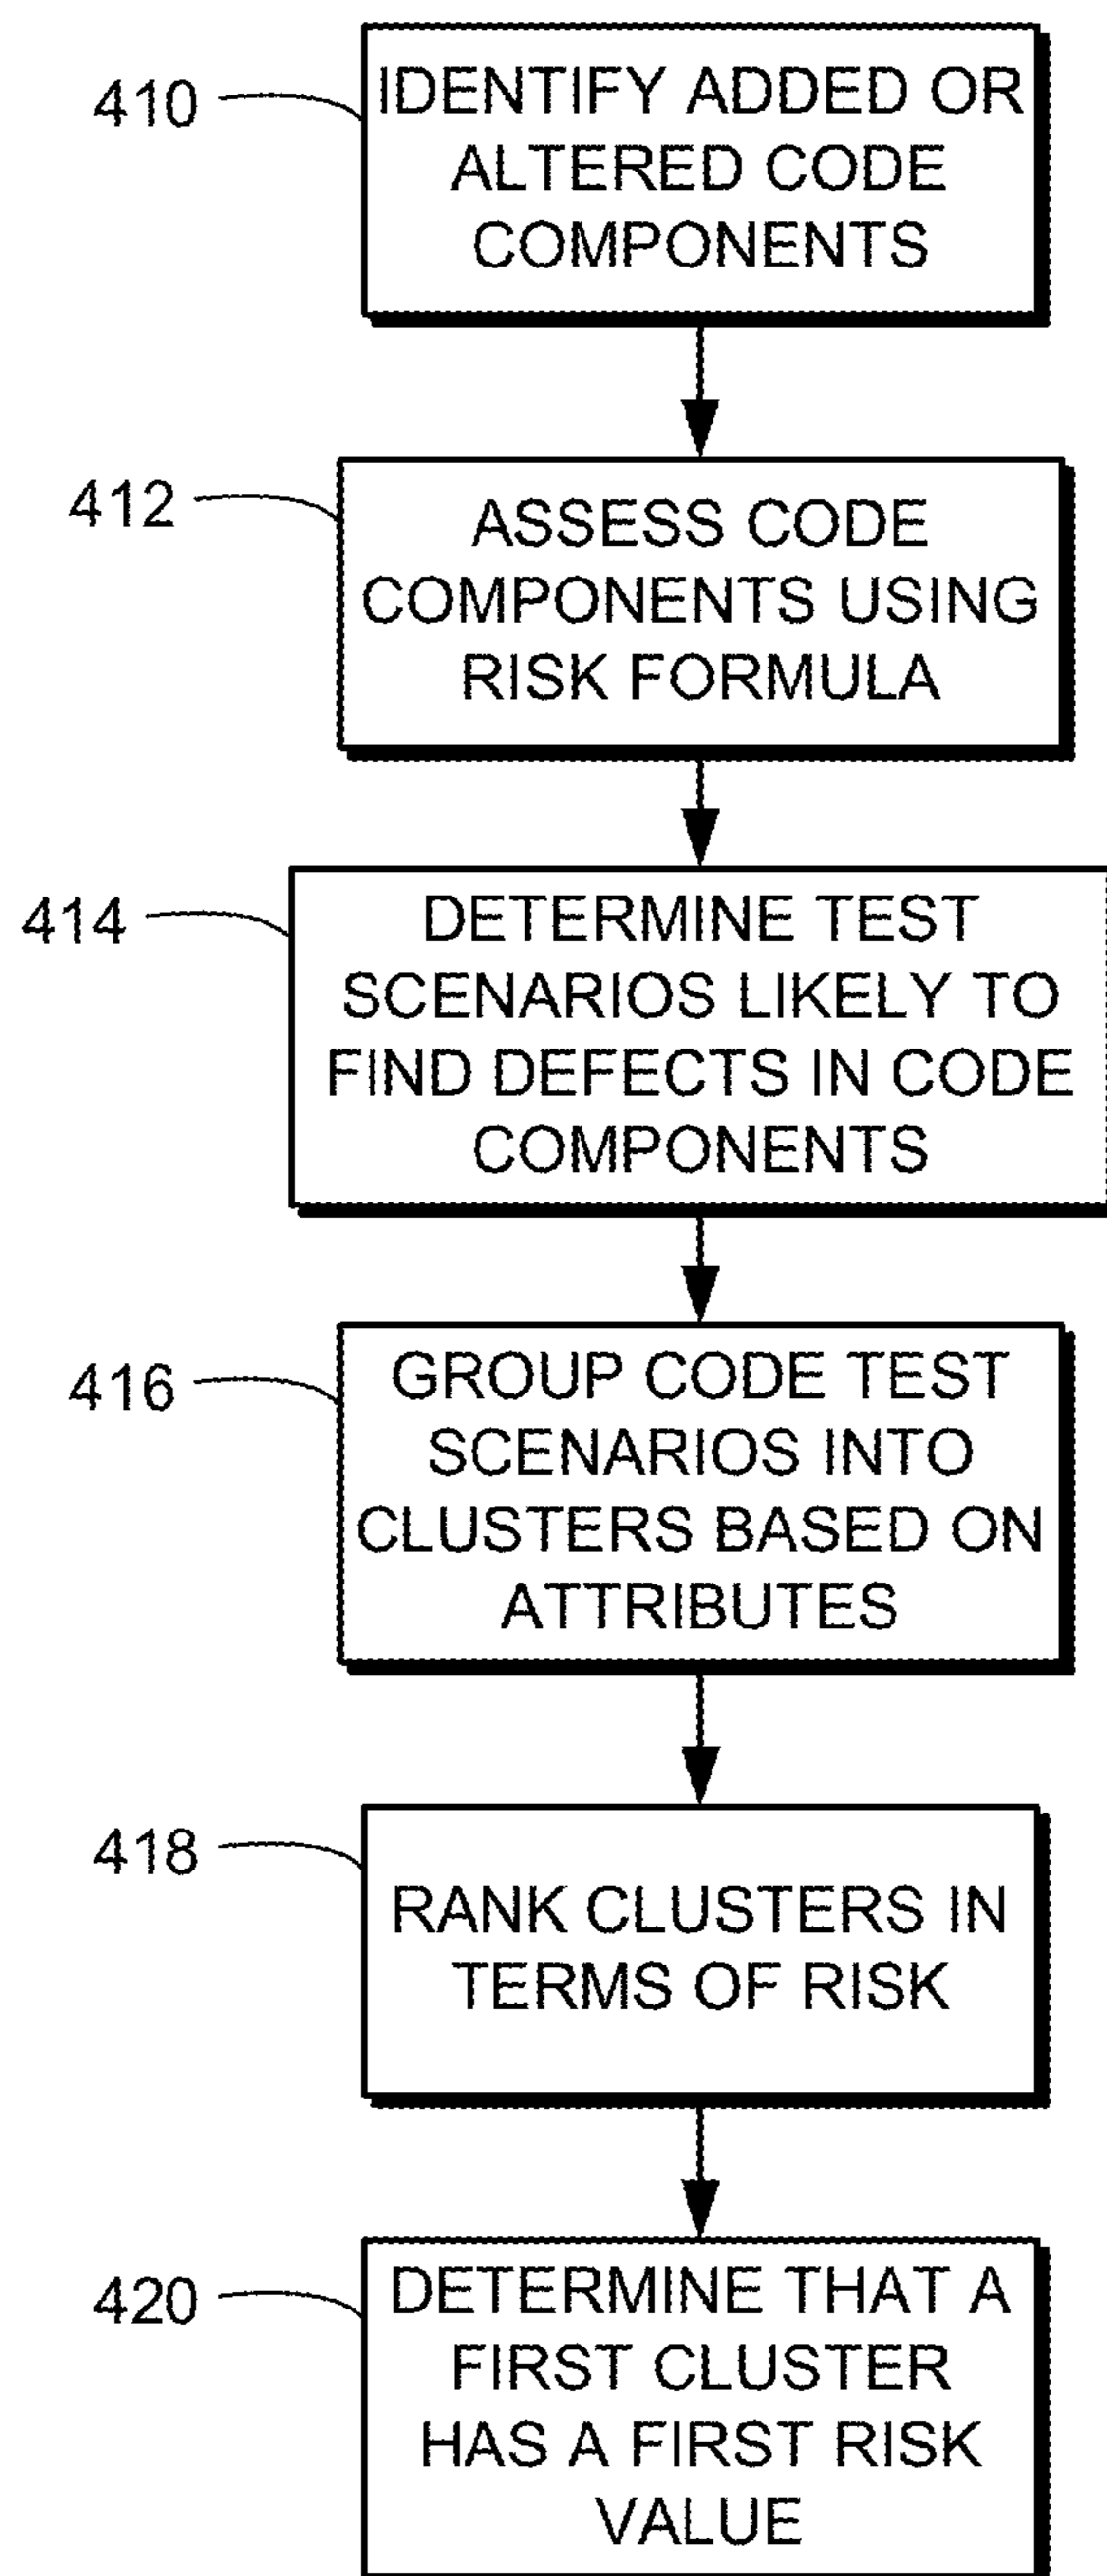 410
IDENTIFY ADDED OR
ALTERED CODE
COMPONENTS
412
ASSESS CODE
COMPONENTS USING
RISK FORMULA
414
DETERMINE TEST
SCENARIOS LIKELY TO
FIND DEFECTS IN CODE
COMPONENTS
416
GROUP CODE TEST
SCENARIOS INTO
CLUSTERS BASED ON
ATTRIBUTES
418
RANK CLUSTERS IN
TERMS OF RISK
420
DETERMINE THAT A
FIRST CLUSTER
HAS A FIRST RISK
VALUE